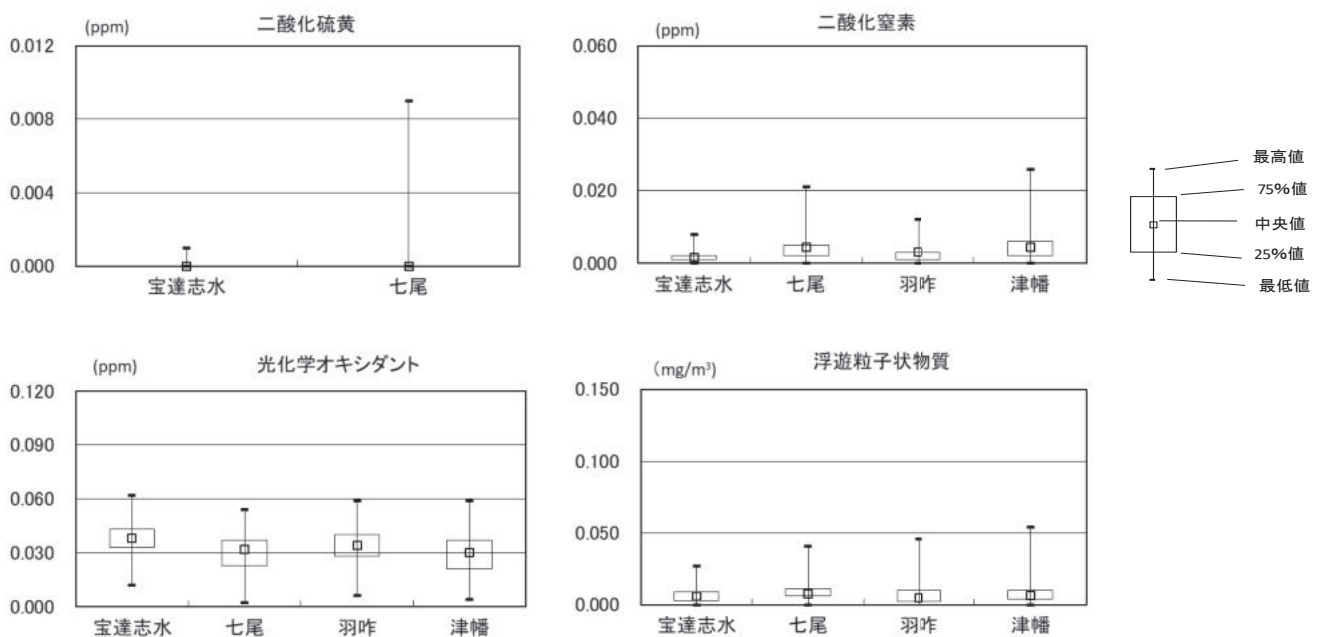 (ppm) 二酸化硫黄
0.012
0.008
0.004
0.000
宝達志水 七尾
(ppm) 二酸化窒素
0.060
0.040
0.020
0.000
宝達志水 七尾 羽咋 津幡
最高値
75%値
中央値
25%値
最低値
(ppm) 光化学オキシダント
0.120
0.090
0.060
0.030
0.000
宝達志水 七尾 羽咋 津幡
(mg/m³) 浮遊粒子状物質
0.150
0.100
0.050
0.000
宝達志水 七尾 羽咋 津幡